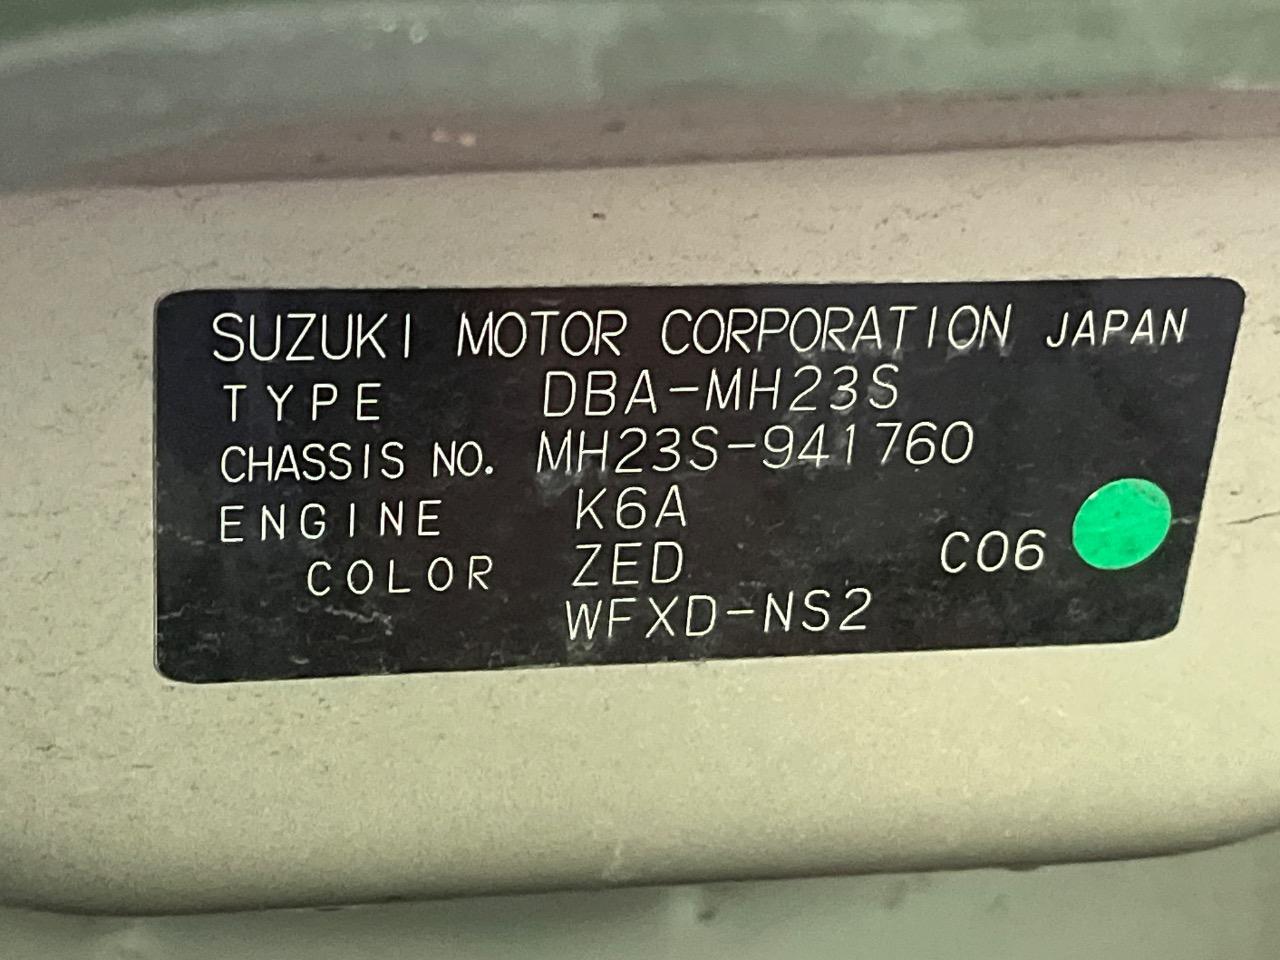 SUZUKI MOTOR CORPORATION JAPAN
TYPE DBA-MH23S
CHASSIS NO. MH23S-941760
ENGINE K6A
COLOR ZED C06
WFXD-NS2